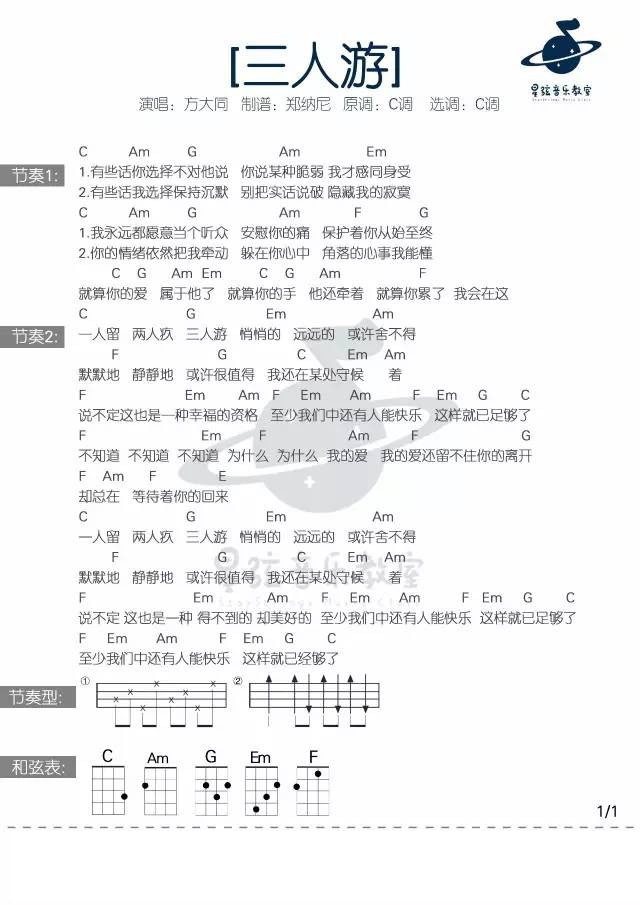 [三人游]
星弦音乐教室
演唱：方大同 制谱：郑纳尼 原调：C调 选调：C调
C Am G Am Em
节奏1: 1.有些话你选择不对他说 你说某种脆弱 我才感同身受
2.有些话我选择保持沉默 别把实活说破 隐藏我的寂寞
C Am G Am F G
1.我永远都愿意当个听众 安慰你的痛 保护着你从始至终
2.你的情绪依然把我牵动 躲在你心中 角落的心事我能懂
C G Am Em C G Am F
就算你的爱 属于他了 就算你的手 他还牵着 就算你累了 我会在这
C G Em Am
节奏2: 一人留 两人疚 三人游 悄悄的 远远的 或许舍不得
F G C Em Am
默默地 静静地 或许很值得 我还在某处守候 着
F Em Am F Em Am F Em G C
说不定这也是一种幸福的资格 至少我们中还有人能快乐 这样就已足够了
F Em F Am F G
不知道 不知道 不知道 为什么 为什么 我的爱 我的爱还留不住你的离开
F Am F E
却总在 等待着你的回来
C G Em Am
一人留 两人疚 三人游 悄悄的 远远的 或许舍不得
F G C Em Am
默默地 静静地 或许很值得 我还在某处守候 着
星弦音乐教室
F Em Am F Em Am F Em G C
说不定 这也是一种 得不到的 却美好的 至少我们中还有人能快乐 这样就已足够了
F Em Am F Em G C
至少我们中还有人能快乐 这样就已经够了
节奏型: ① ②
和弦表: C Am G Em F
1/1